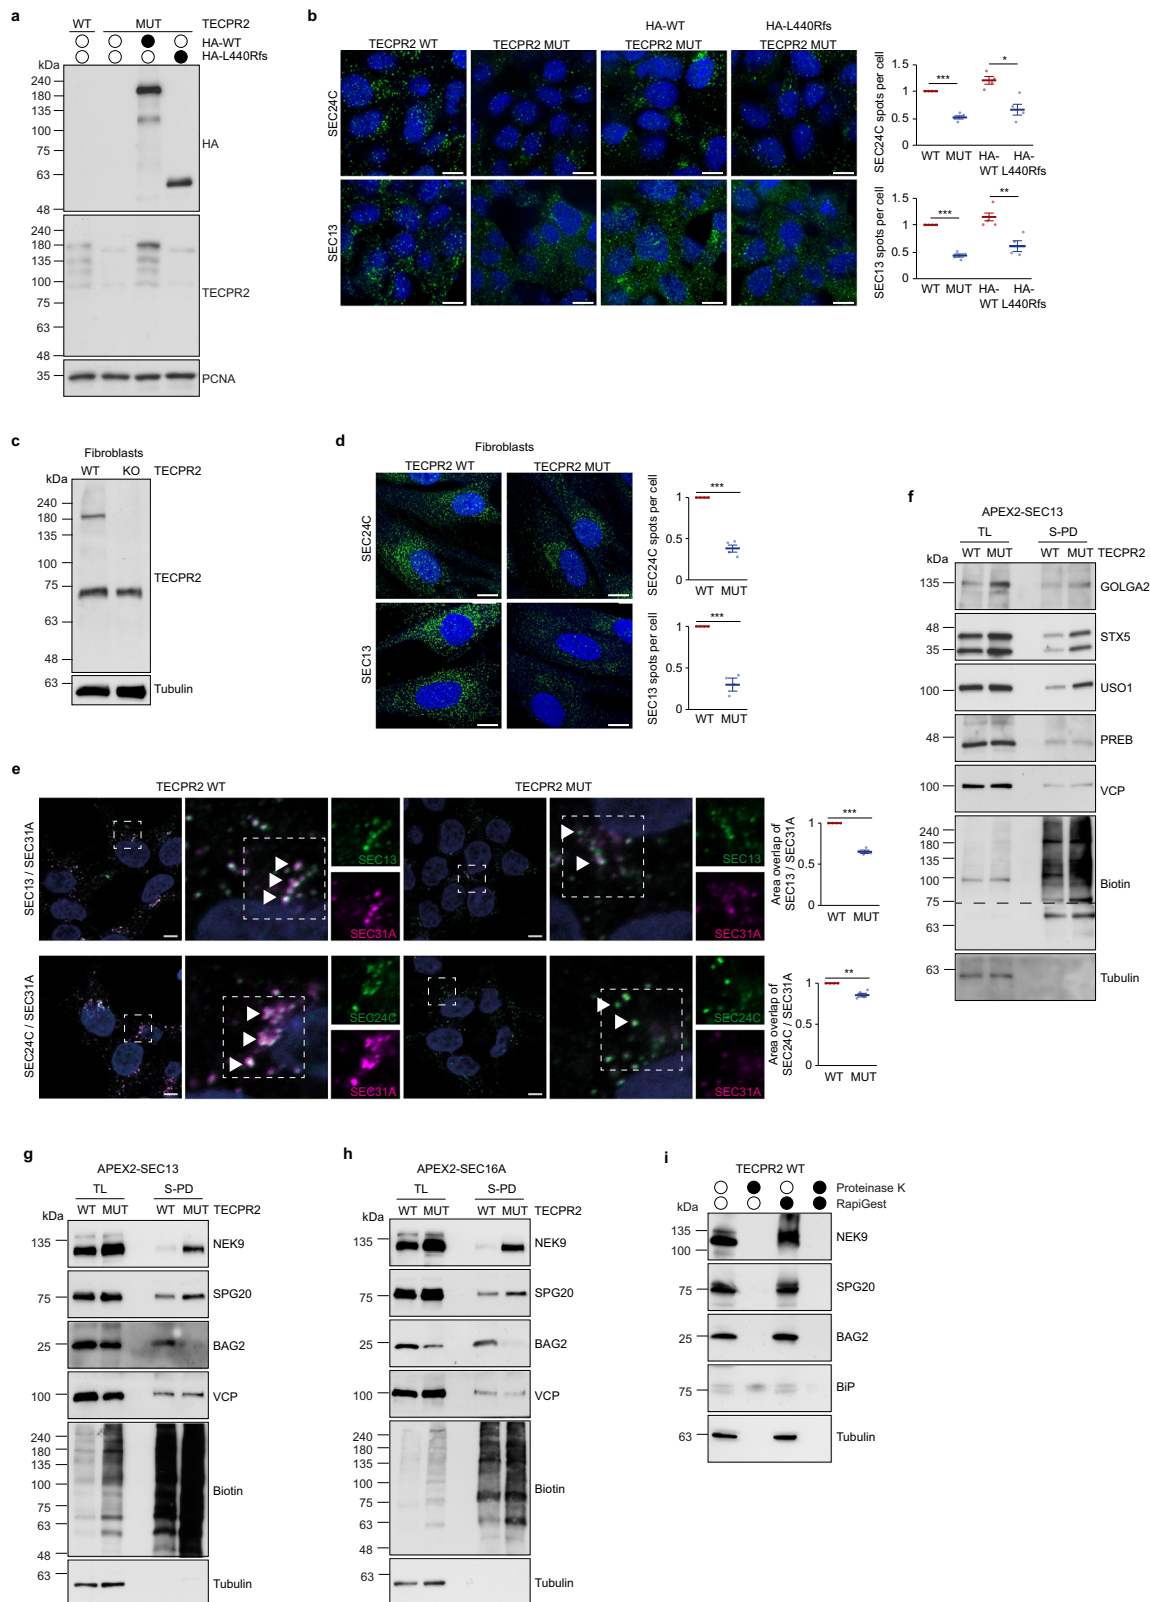 a
WT MUT TECPR2
HA-WT
HA-L440Rfs
kDa
240
180
135
100
75
63
48
HA
240
180
135
100
75
63
48
TECPR2
35
PCNA
b
HA-WT HA-L440Rfs
TECPR2 WT TECPR2 MUT TECPR2 MUT TECPR2 MUT
SEC24C
SEC13
SEC24C spots per cell
1.5
1
0.5
0
***
*
WT MUT HA-WT HA-L440Rfs
SEC13 spots per cell
1.5
1
0.5
0
***
**
WT MUT HA-WT HA-L440Rfs
c
Fibroblasts
WT KO TECPR2
kDa
240
180
135
100
75
63
48
TECPR2
63
Tubulin
d
Fibroblasts
TECPR2 WT TECPR2 MUT
SEC24C
SEC13
SEC24C spots per cell
1
0.5
0
***
WT MUT
SEC13 spots per cell
1
0.5
0
***
WT MUT
e
TECPR2 WT TECPR2 MUT
SEC13 / SEC31A
SEC13
SEC31A
SEC13
SEC31A
Area overlap of
SEC13 / SEC31A
1
0.5
0
***
WT MUT
SEC24C / SEC31A
SEC24C
SEC31A
SEC24C
SEC31A
Area overlap of
SEC24C / SEC31A
1
0.5
0
**
WT MUT
f
APEX2-SEC13
TL S-PD
WT MUT WT MUT TECPR2
kDa
135
GOLGA2
48
35
STX5
100
USO1
48
PREB
100
VCP
240
180
135
100
75
63
Biotin
63
Tubulin
g
APEX2-SEC13
TL S-PD
WT MUT WT MUT TECPR2
kDa
135
NEK9
75
SPG20
25
BAG2
100
VCP
240
180
135
100
75
63
48
Biotin
63
Tubulin
h
APEX2-SEC16A
TL S-PD
WT MUT WT MUT TECPR2
kDa
135
NEK9
75
SPG20
25
BAG2
100
VCP
240
180
135
100
75
63
48
Biotin
63
Tubulin
i
TECPR2 WT
Proteinase K
RapiGest
kDa
135
100
NEK9
75
SPG20
25
BAG2
75
BiP
63
Tubulin